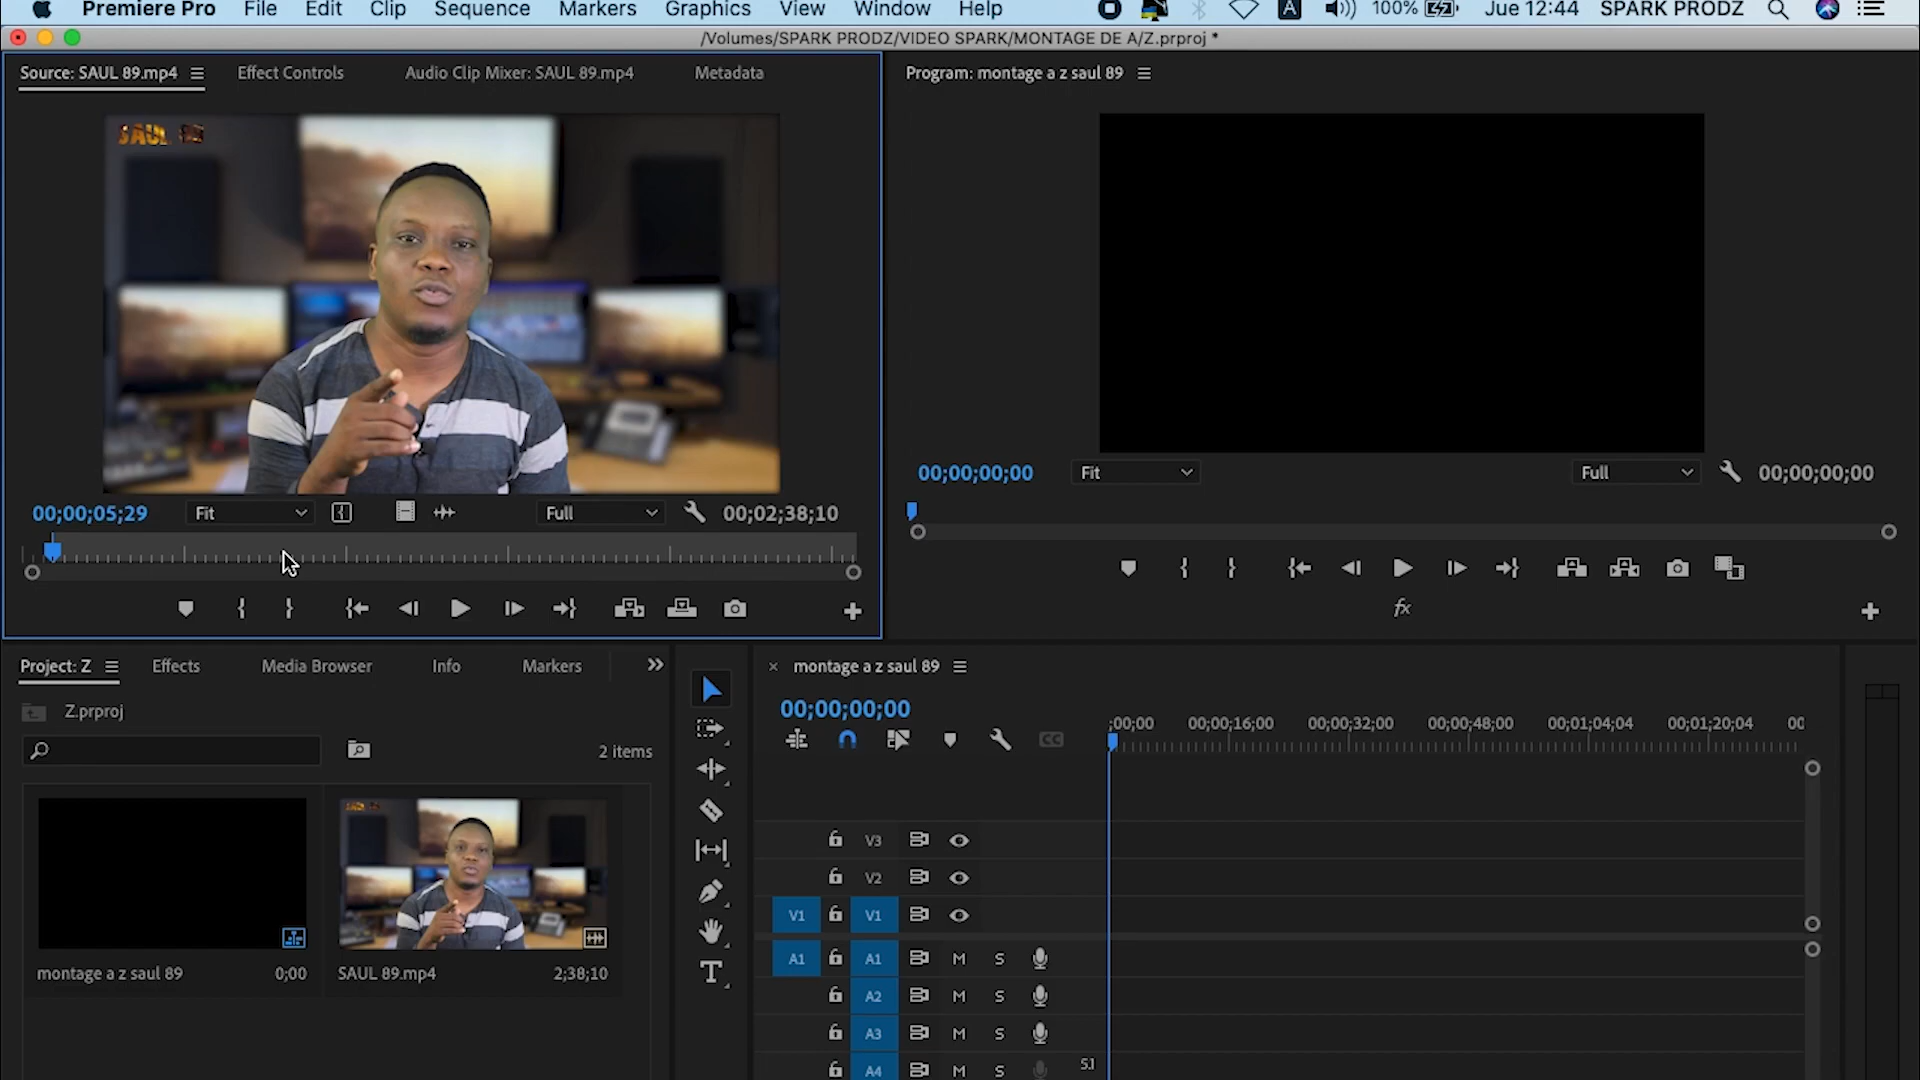 Premiere Pro File Edit Clip Sequence Markers Graphics View Window Help A 100% Jue 12:44 SPARK PRODZ
/Volumes/SPARK PRODZ/VIDEO SPARK/MONTAGE DE A/Z.prproj *
Source: SAUL 89.mp4 Effect Controls Audio Clip Mixer: SAUL 89.mp4 Metadata
Program: montage a z saul 89
00;00;05;29 Fit Full 00;02;38;10
00;00;00;00 Fit Full 00;00;00;00
fx
Project: Z Effects Media Browser Info Markers
Z.prproj
2 items
montage a z saul 89 0;00
SAUL 89.mp4 2;38;10
T
montage a z saul 89
00;00;00;00
;00;00 00;00;16;00 00;00;32;00 00;00;48;00 00;01;04;04 00;01;20;04 00
CC
V3
V2
V1 V1
A1 A1 M S
A2 M S
A3 M S
A4 M S 5.1